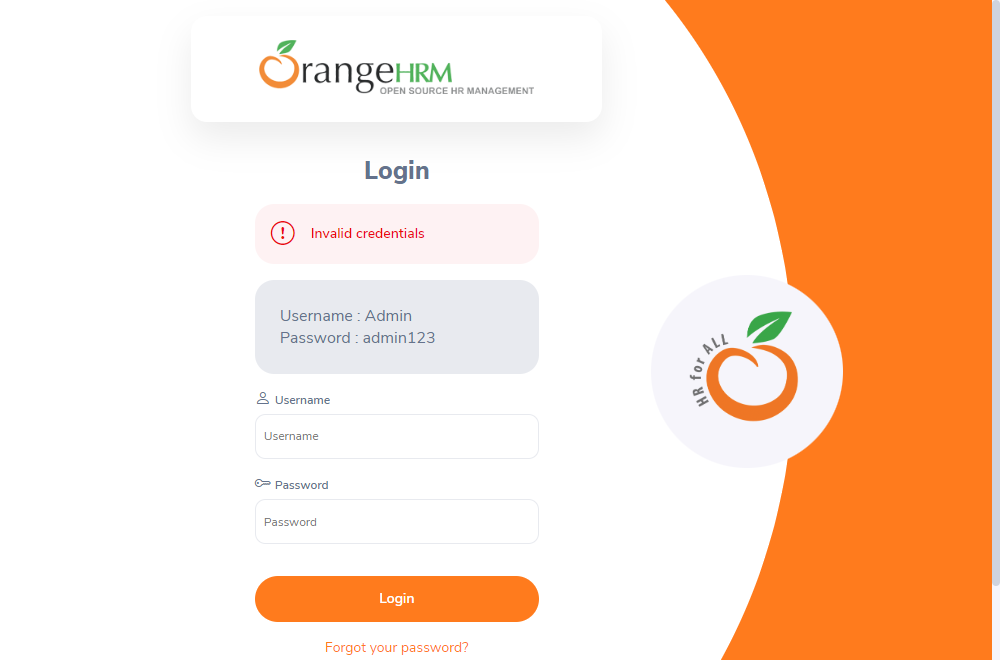 OrangeHRM
OPEN SOURCE HR MANAGEMENT
Login
Invalid credentials
Username : Admin
Password : admin123
Username
Username
Password
Password
Login
Forgot your password?
HR for ALL